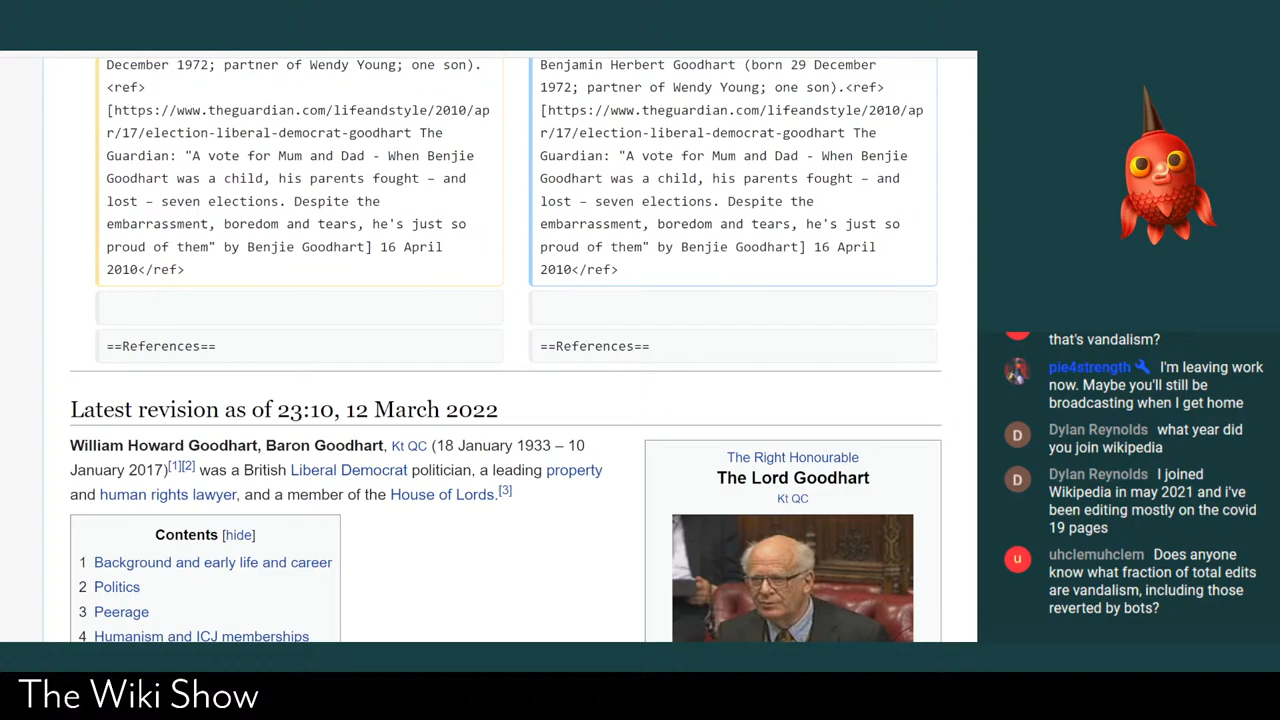 December 1972; partner of Wendy Young; one son).
<ref>
[https://www.theguardian.com/lifeandstyle/2010/ap
r/17/election-liberal-democrat-goodhart The
Guardian: "A vote for Mum and Dad - When Benjie
Goodhart was a child, his parents fought – and
lost – seven elections. Despite the
embarrassment, boredom and tears, he's just so
proud of them" by Benjie Goodhart] 16 April
2010</ref>
==References==
Benjamin Herbert Goodhart (born 29 December
1972; partner of Wendy Young; one son).<ref>
[https://www.theguardian.com/lifeandstyle/2010/ap
r/17/election-liberal-democrat-goodhart The
Guardian: "A vote for Mum and Dad - When Benjie
Goodhart was a child, his parents fought – and
lost – seven elections. Despite the
embarrassment, boredom and tears, he's just so
proud of them" by Benjie Goodhart] 16 April
2010</ref>
==References==
Latest revision as of 23:10, 12 March 2022
William Howard Goodhart, Baron Goodhart, Kt QC (18 January 1933 – 10
January 2017)[1][2] was a British Liberal Democrat politician, a leading property
and human rights lawyer, and a member of the House of Lords.[3]
Contents [hide]
1 Background and early life and career
2 Politics
3 Peerage
4 Humanism and ICJ memberships
The Right Honourable
The Lord Goodhart
Kt QC
that's vandalism?
pie4strength I'm leaving work
now. Maybe you'll still be
broadcasting when I get home
D
Dylan Reynolds what year did
you join wikipedia
D
Dylan Reynolds I joined
Wikipedia in may 2021 and i've
been editing mostly on the covid
19 pages
u
uhclemuhclem Does anyone
know what fraction of total edits
are vandalism, including those
reverted by bots?
The Wiki Show